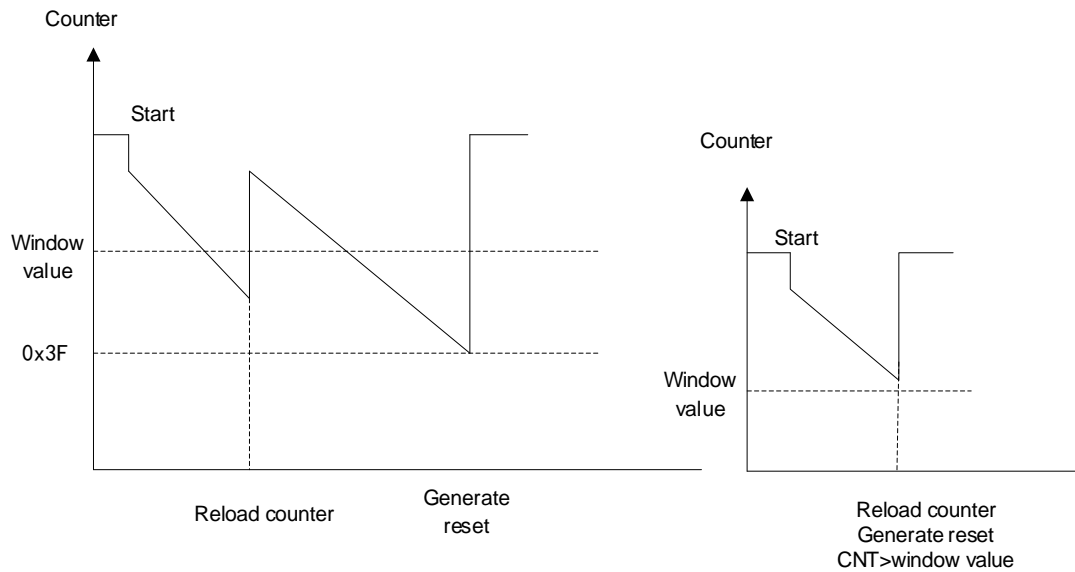 Counter
Start
Window
value
0x3F
Reload counter
Generate
reset
Counter
Start
Window
value
Reload counter
Generate reset
CNT>window value